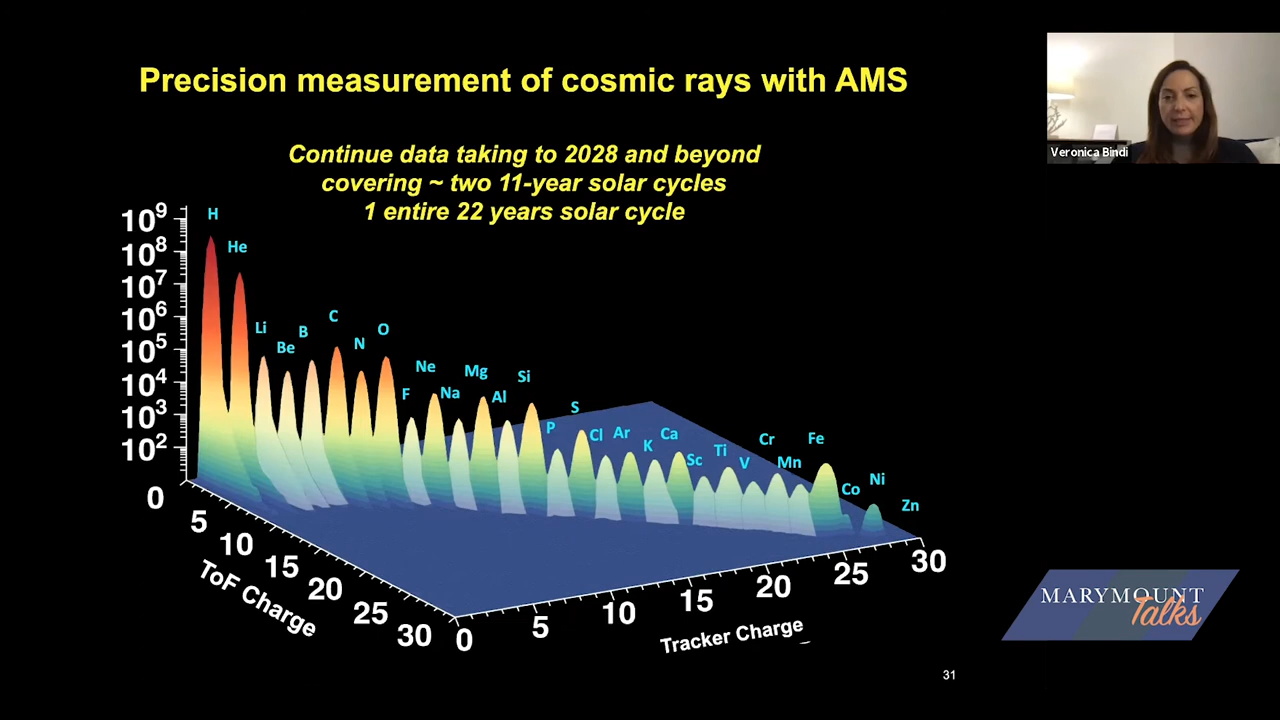 Precision measurement of cosmic rays with AMS
Veronica Bindi
Continue data taking to 2028 and beyond
covering ~ two 11-year solar cycles
1 entire 22 years solar cycle
10⁹
10⁸
10⁷
10⁶
10⁵
10⁴
10³
10²
H
He
Li
Be
B
C
N
O
F
Ne
Na
Mg
Al
Si
P
S
Cl
Ar
K
Ca
Sc
Ti
V
Cr
Mn
Fe
Co
Ni
Zn
0
5
10
15
20
25
30
ToF Charge
0
5
10
15
20
25
30
Tracker Charge
MARYMOUNT
Talks
31